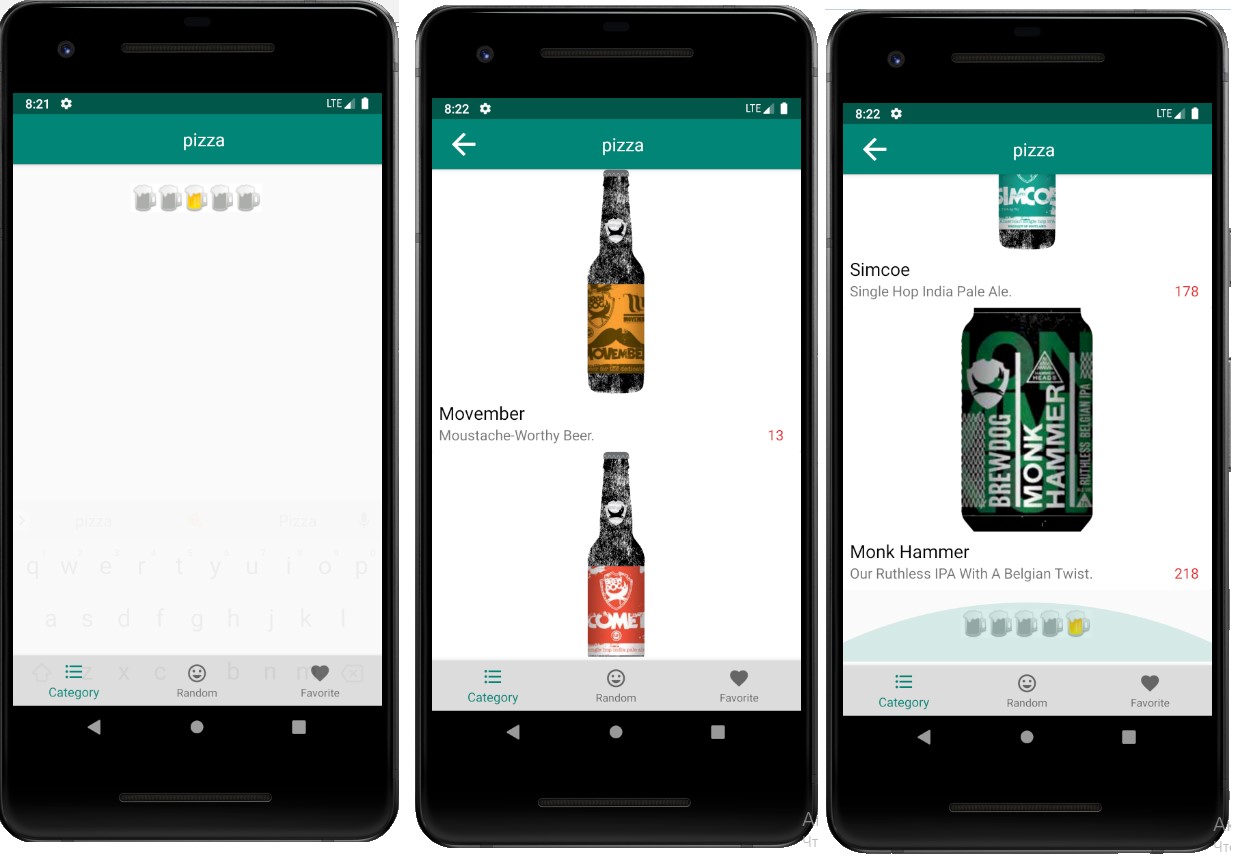 8:21
LTE
pizza
pizza
Pizza
q w e r t y u i o p
a s d f g h j k l
z x c b n n
Category
Random
Favorite
8:22
LTE
pizza
MOVEMBER
Movember
Moustache-Worthy Beer.
13
COMET
Category
Random
Favorite
8:22
LTE
pizza
SIMCOE
Simcoe
Single Hop India Pale Ale.
178
BREWDOG
MONK
HAMMER
RUTHLESS BELGIAN IPA
Monk Hammer
Our Ruthless IPA With A Belgian Twist.
218
Category
Random
Favorite